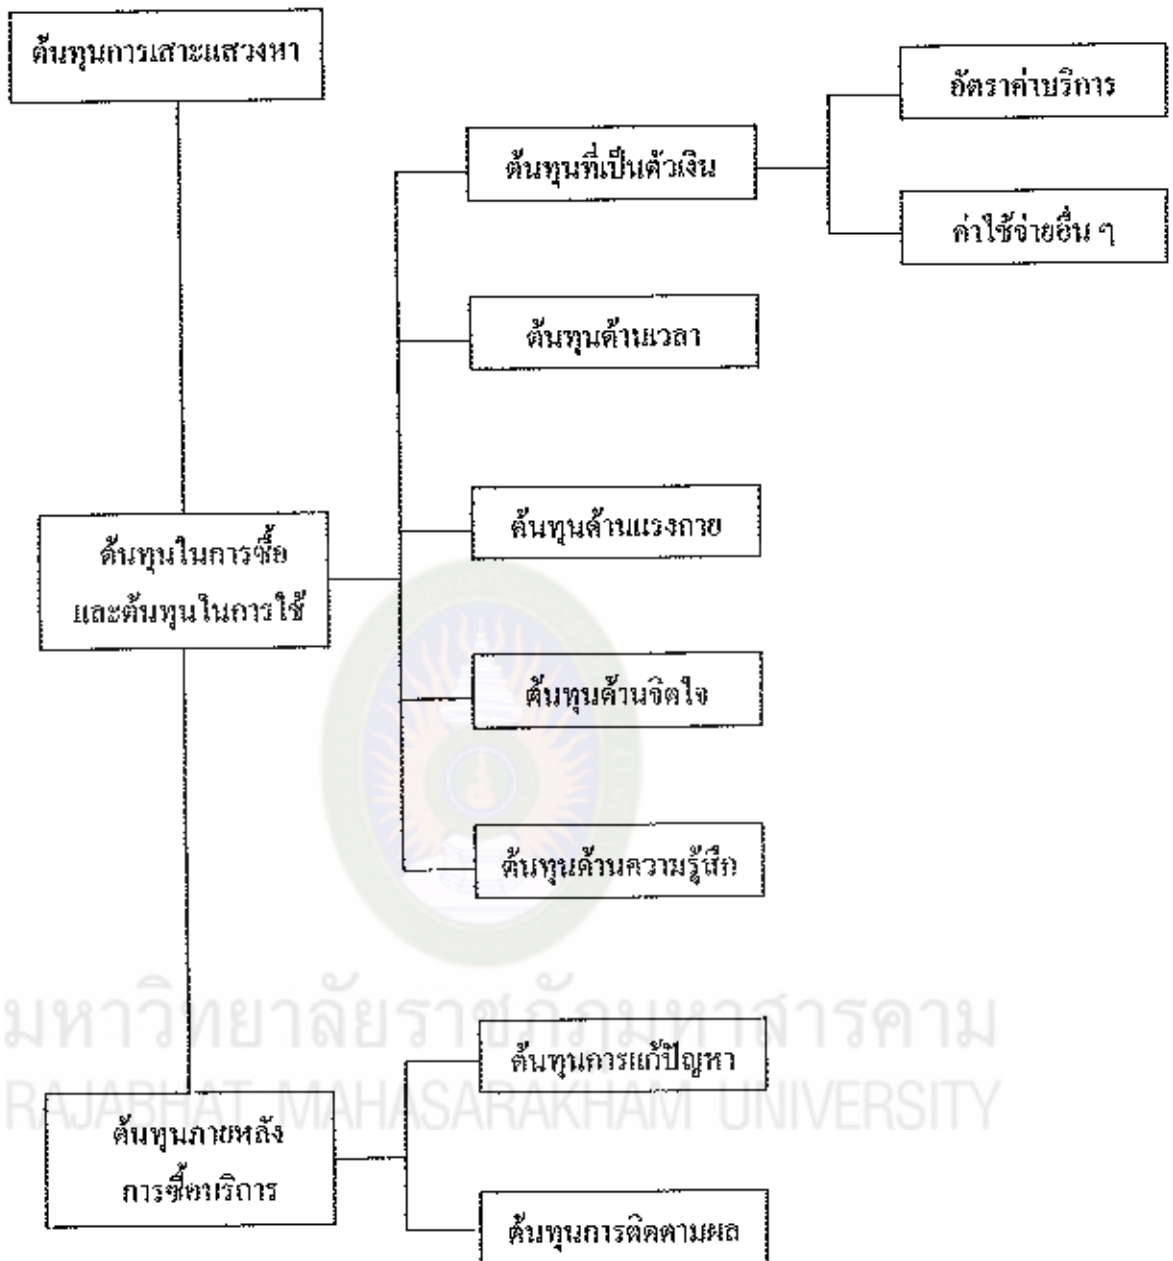 ต้นทุนการเสาะแสวงหา
อัตราค่าบริการ
ต้นทุนที่เป็นตัวเงิน
ค่าใช้จ่ายอื่น ๆ
ต้นทุนด้านเวลา
ต้นทุนด้านแรงกาย
ต้นทุนในการซื้อ
และต้นทุนในการใช้
ต้นทุนด้านจิตใจ
ต้นทุนด้านความรู้สึก
มหาวิทยาลัยราชภัฏมหาสารคาม
RAJABHAT MAHASARAKHAM UNIVERSITY
ต้นทุนการแก้ปัญหา
ต้นทุนภายหลัง
การซื้อบริการ
ต้นทุนการติดตามผล